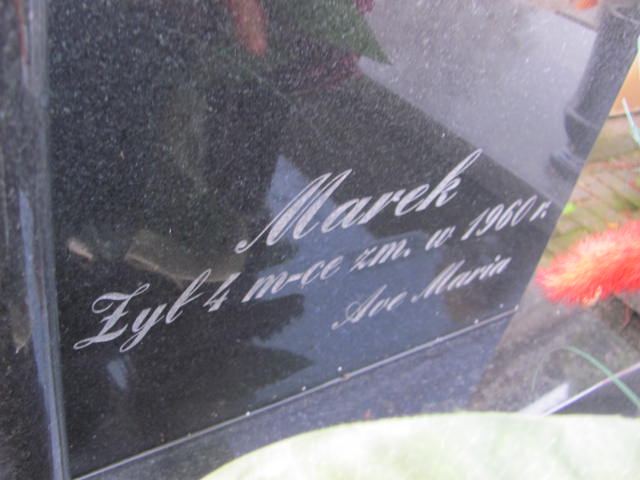 Marek
Żył 4 m-ce zm. w 1960 r.
Ave Maria